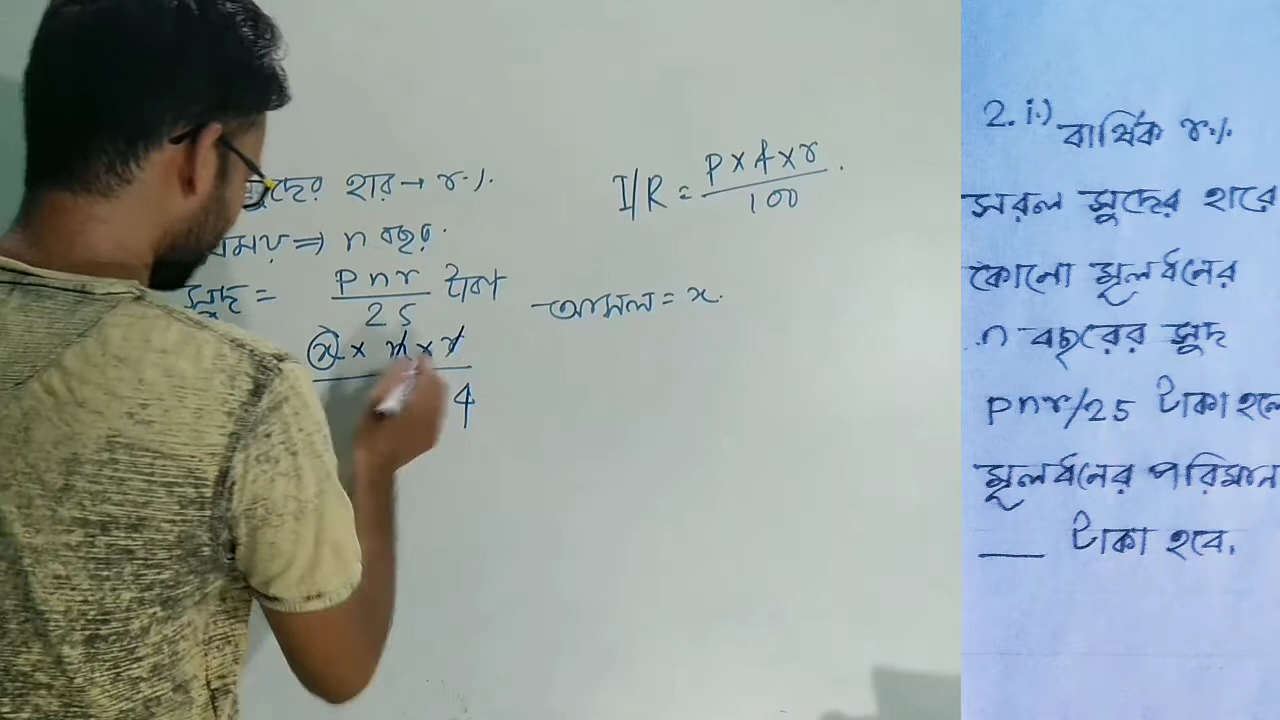 সুদের হার → r%.
সময় ⇒ n বছর.
সুদ = pnr/25 টাকা
x × n × r
4
I/R = P×t×r/100.
আসল = x.
2. i.) বার্ষিক r%
সরল সুদের হারে
কোনো মূলধনের
n বছরের সুদ
pnr/25 টাকা হলে
মূলধনের পরিমান
___ টাকা হবে.